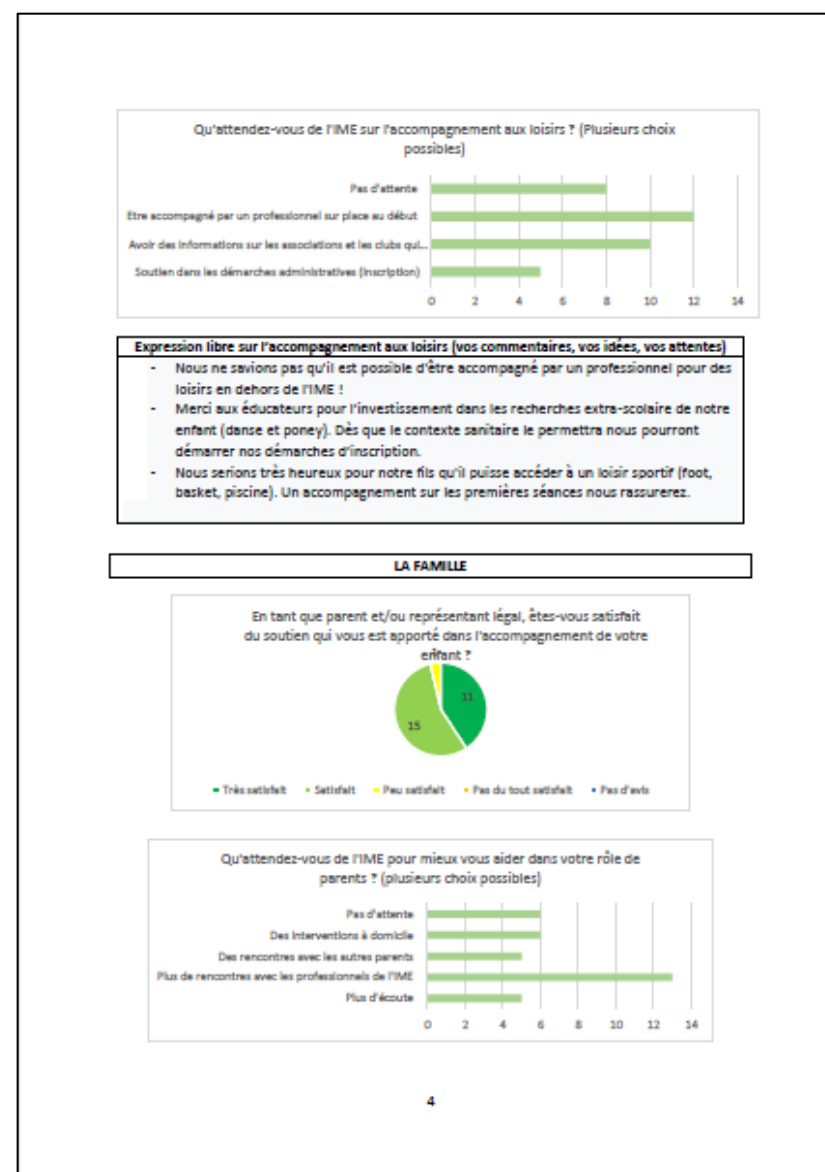 Qu'attendez-vous de l'IME sur l'accompagnement aux loisirs ? (Plusieurs choix
possibles)
Pas d'attente
Etre accompagné par un professionnel sur place au début
Avoir des informations sur les associations et les clubs qui...
Soutien dans les démarches administratives (inscription)
0 2 4 6 8 10 12 14
Expression libre sur l'accompagnement aux loisirs (vos commentaires, vos idées, vos attentes)
- Nous ne savions pas qu'il est possible d'être accompagné par un professionnel pour des
loisirs en dehors de l'IME !
- Merci aux éducateurs pour l'investissement dans les recherches extra-scolaire de notre
enfant (danse et poney). Dès que le contexte sanitaire le permettra nous pourront
démarrer nos démarches d'inscription.
- Nous serions très heureux pour notre fils qu'il puisse accéder à un loisir sportif (foot,
basket, piscine). Un accompagnement sur les premières séances nous rassurerez.
LA FAMILLE
En tant que parent et/ou représentant légal, êtes-vous satisfait
du soutien qui vous est apporté dans l'accompagnement de votre
enfant ?
11
15
Très satisfait Satisfait Peu satisfait Pas du tout satisfait Pas d'avis
Qu'attendez-vous de l'IME pour mieux vous aider dans votre rôle de
parents ? (plusieurs choix possibles)
Pas d'attente
Des interventions à domicile
Des rencontres avec les autres parents
Plus de rencontres avec les professionnels de l'IME
Plus d'écoute
0 2 4 6 8 10 12 14
4